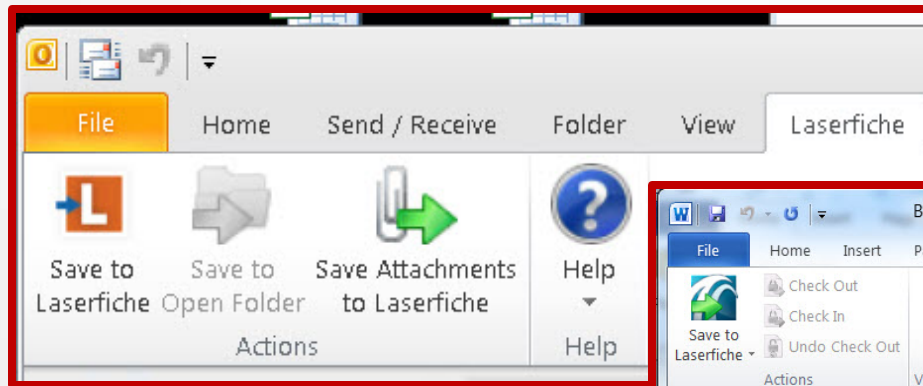 File Home Send / Receive Folder View Laserfiche
Save to Laserfiche
Save to Open Folder
Save Attachments to Laserfiche
Help
Actions
Help
File Home Insert
Save to Laserfiche
Check Out
Check In
Undo Check Out
Actions